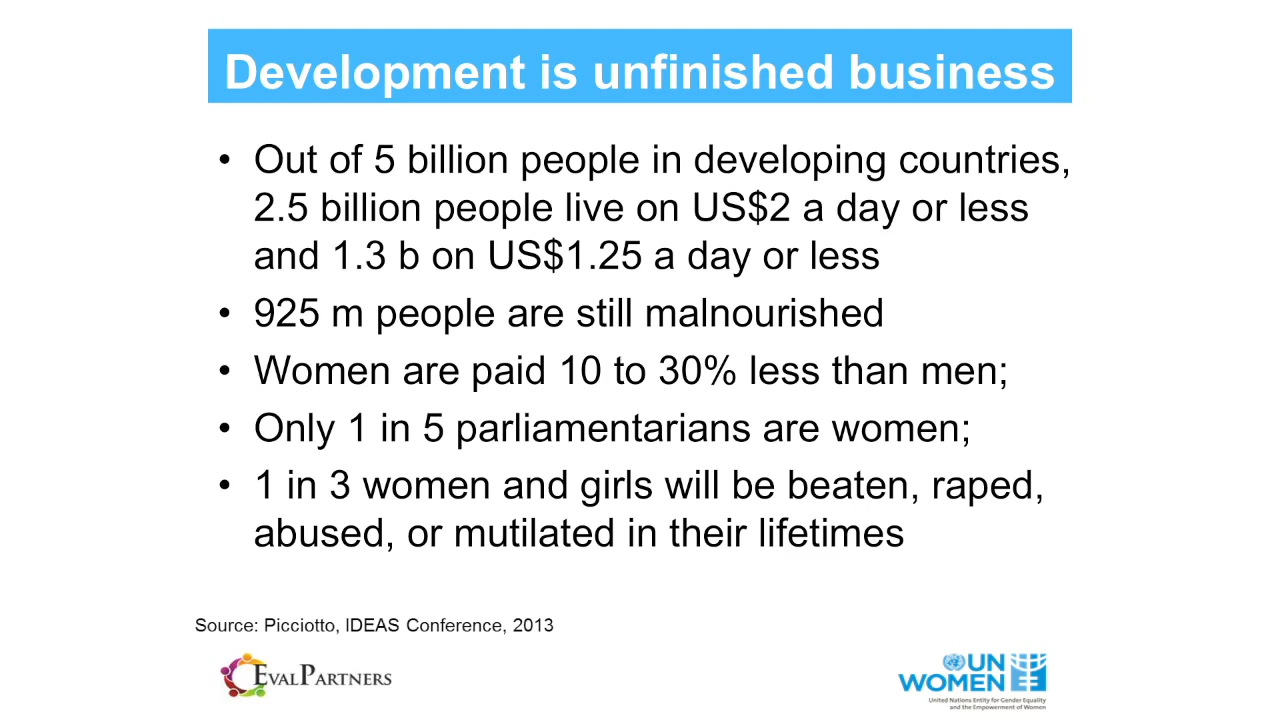 Development is unfinished business
• Out of 5 billion people in developing countries,
2.5 billion people live on US$2 a day or less
and 1.3 b on US$1.25 a day or less
• 925 m people are still malnourished
• Women are paid 10 to 30% less than men;
• Only 1 in 5 parliamentarians are women;
• 1 in 3 women and girls will be beaten, raped,
abused, or mutilated in their lifetimes
Source: Picciotto, IDEAS Conference, 2013
EVALPARTNERS
UN
WOMEN
United Nations Entity for Gender Equality
and the Empowerment of Women